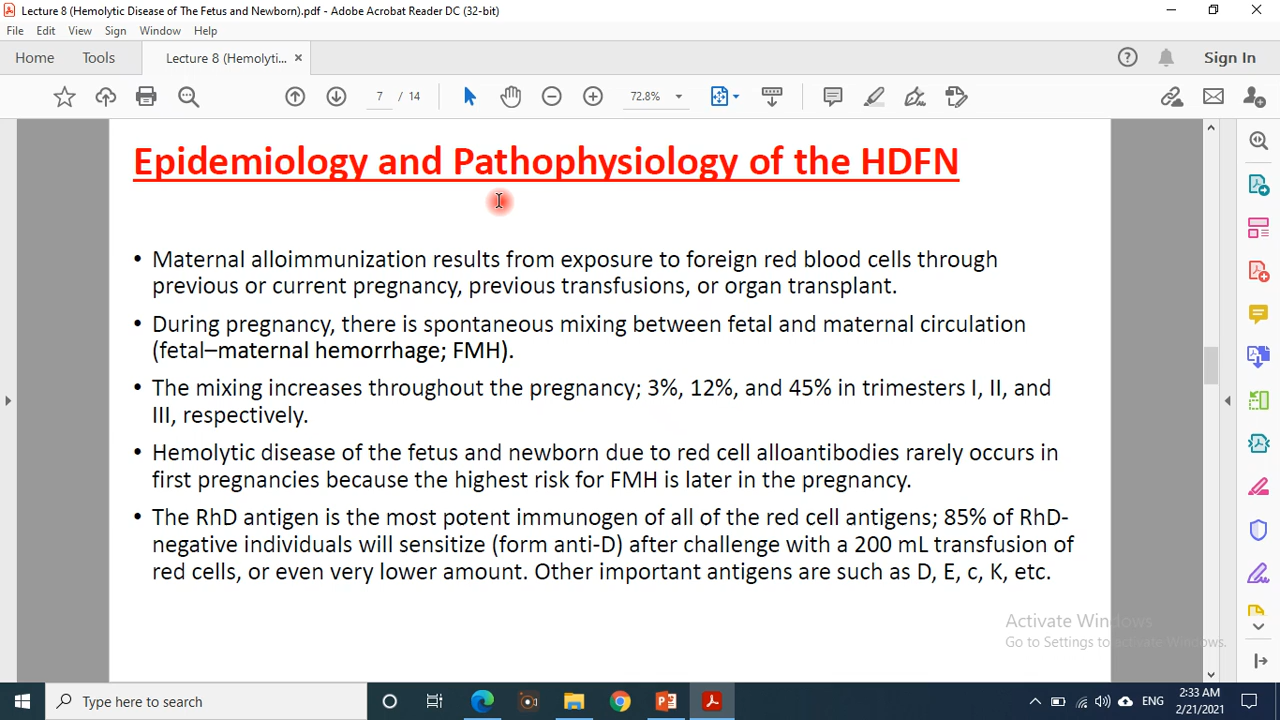 Lecture 8 (Hemolytic Disease of The Fetus and Newborn).pdf - Adobe Acrobat Reader DC (32-bit)
File Edit View Sign Window Help
Home Tools Lecture 8 (Hemolyti... × Sign In
7 / 14 72.8%
Epidemiology and Pathophysiology of the HDFN
• Maternal alloimmunization results from exposure to foreign red blood cells through
previous or current pregnancy, previous transfusions, or organ transplant.
• During pregnancy, there is spontaneous mixing between fetal and maternal circulation
(fetal–maternal hemorrhage; FMH).
• The mixing increases throughout the pregnancy; 3%, 12%, and 45% in trimesters I, II, and
III, respectively.
• Hemolytic disease of the fetus and newborn due to red cell alloantibodies rarely occurs in
first pregnancies because the highest risk for FMH is later in the pregnancy.
• The RhD antigen is the most potent immunogen of all of the red cell antigens; 85% of RhD-
negative individuals will sensitize (form anti-D) after challenge with a 200 mL transfusion of
red cells, or even very lower amount. Other important antigens are such as D, E, c, K, etc.
Activate Windows
Go to Settings to activate Windows.
Type here to search
ENG
2:33 AM
2/21/2021